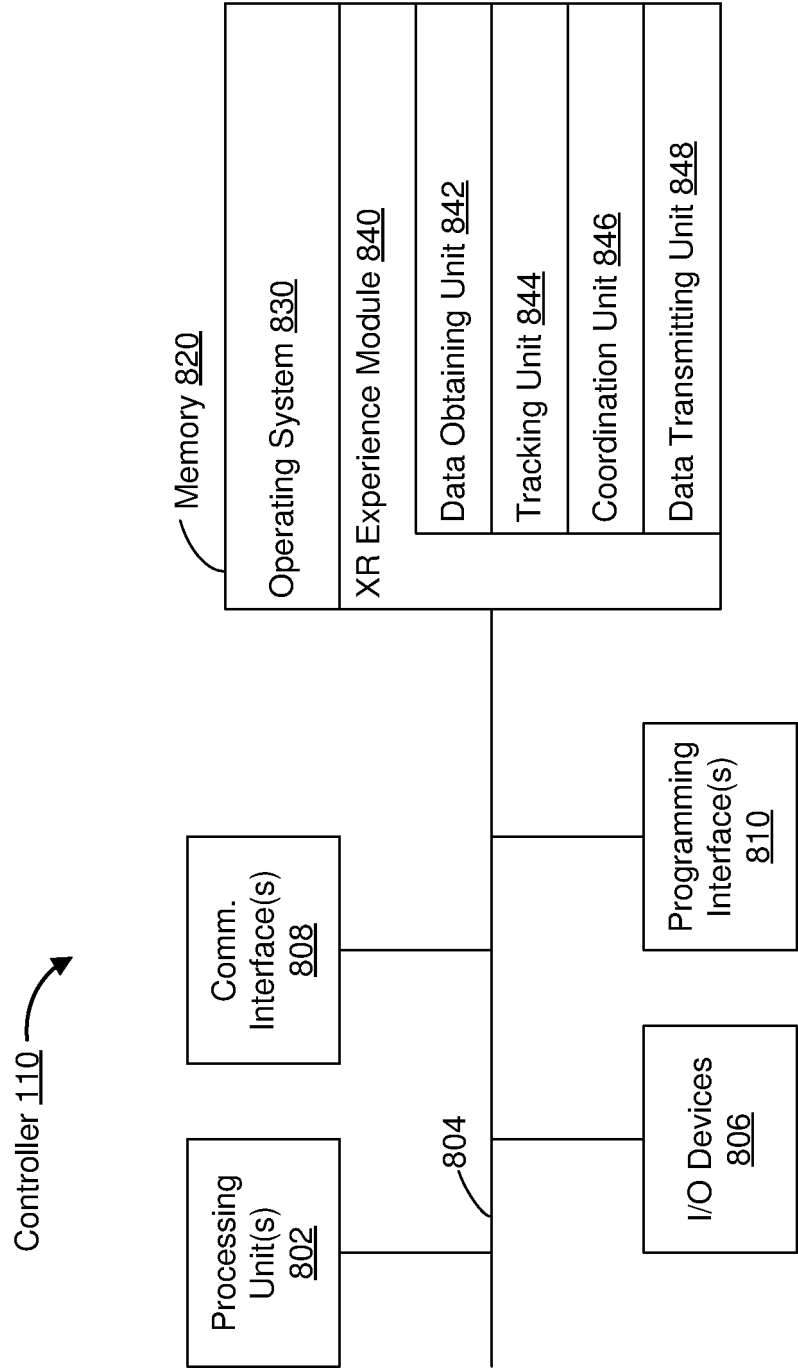 Controller 110
Processing
Unit(s)
802
Comm.
Interface(s)
808
804
I/O Devices
806
Programming
Interface(s)
810
Memory 820
Operating System 830
XR Experience Module 840
Data Obtaining Unit 842
Tracking Unit 844
Coordination Unit 846
Data Transmitting Unit 848